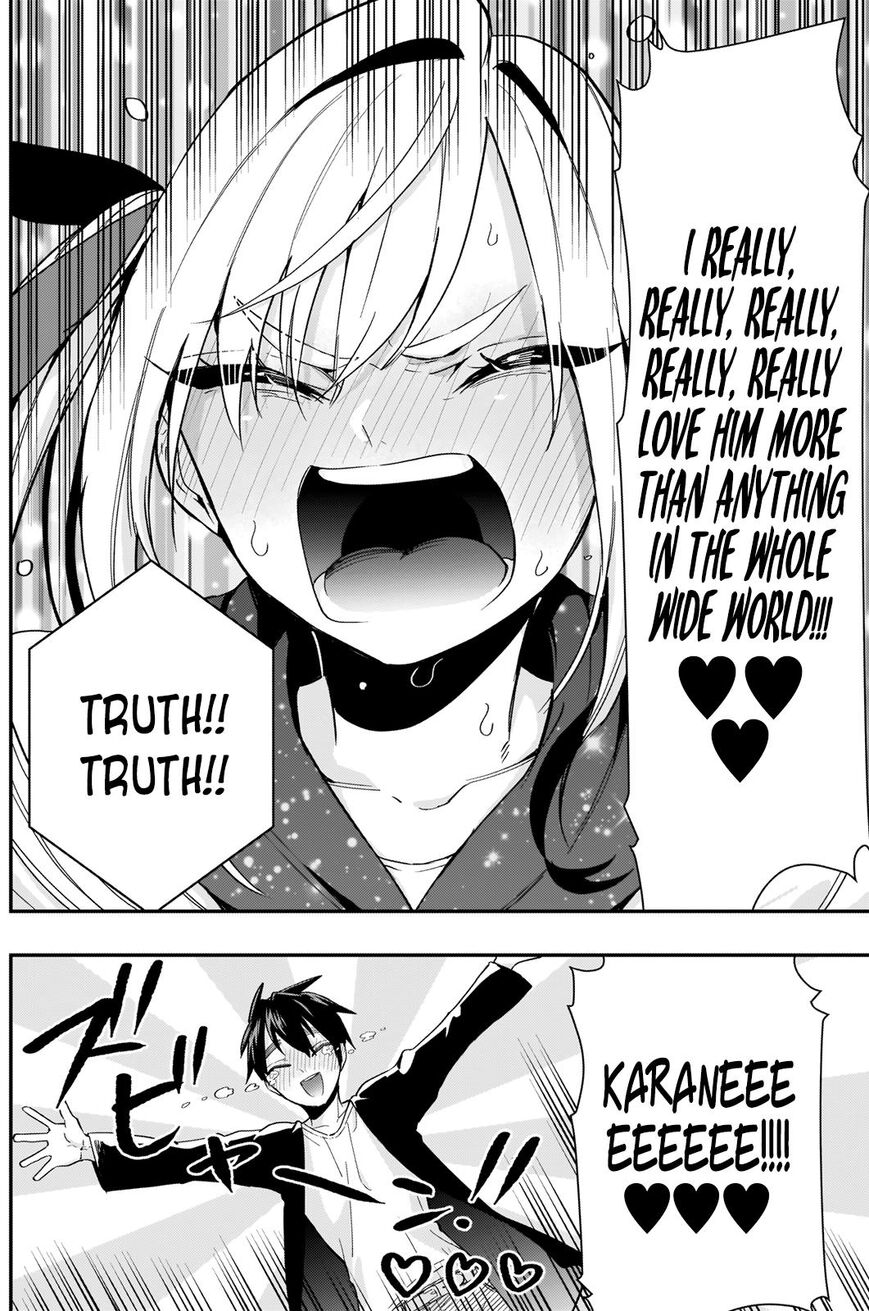 I REALLY,
REALLY, REALLY,
REALLY, REALLY
LOVE HIM MORE
THAN ANYTHING
IN THE WHOLE
WIDE WORLD!!!
♥♥
♥
TRUTH!!
TRUTH!!
KARANEEE
EEEEEE!!!!
♥♥♥
ズビャーン!!
♡♡♡